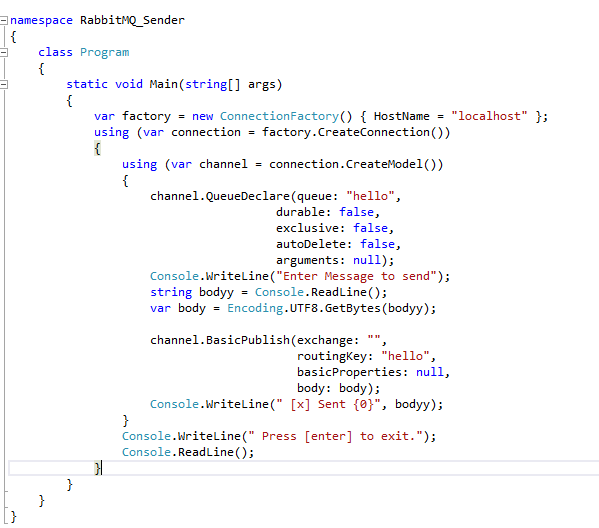 namespace RabbitMQ_Sender
{
    class Program
    {
        static void Main(string[] args)
        {
            var factory = new ConnectionFactory() { HostName = "localhost" };
            using (var connection = factory.CreateConnection())
            {
                using (var channel = connection.CreateModel())
                {
                    channel.QueueDeclare(queue: "hello",
                                         durable: false,
                                         exclusive: false,
                                         autoDelete: false,
                                         arguments: null);
                    Console.WriteLine("Enter Message to send");
                    string bodyy = Console.ReadLine();
                    var body = Encoding.UTF8.GetBytes(bodyy);

                    channel.BasicPublish(exchange: "",
                                         routingKey: "hello",
                                         basicProperties: null,
                                         body: body);
                    Console.WriteLine(" [x] Sent {0}", bodyy);
                }
                Console.WriteLine(" Press [enter] to exit.");
                Console.ReadLine();
            }
        }
    }
}